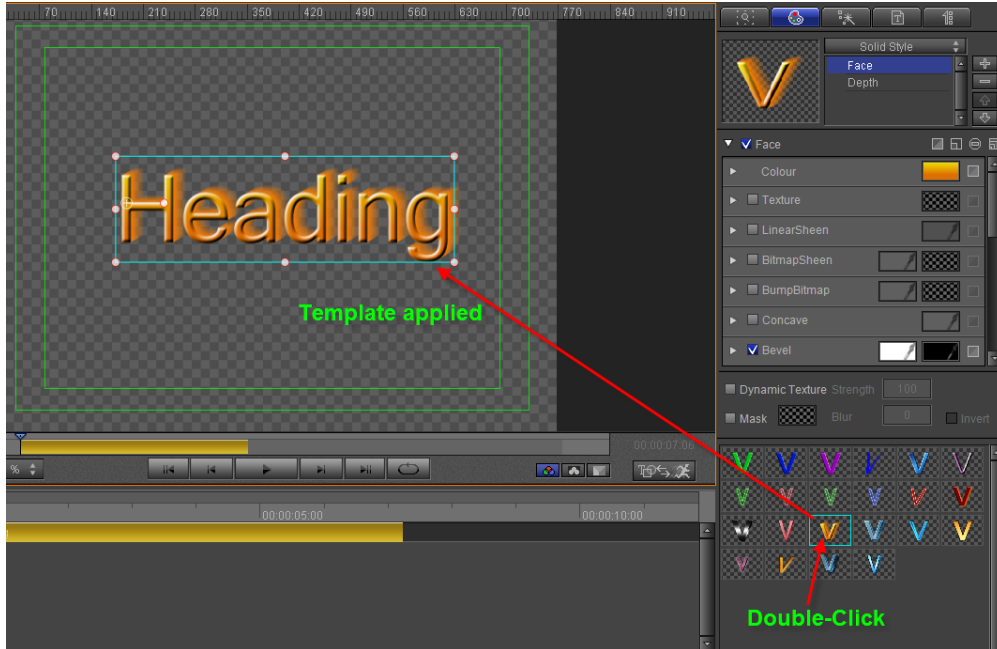 70 140 210 280 350 420 490 560 630 700 770 840 910
Solid Style
Face
Depth
Face
Colour
Texture
LinearSheen
BitmapSheen
BumpBitmap
Concave
Bevel
Heading
Template applied
Dynamic Texture Strength 100
Mask Blur 0 Invert
00:00:07:06
%
00:00:05:00 00:00:10:00
Double-Click